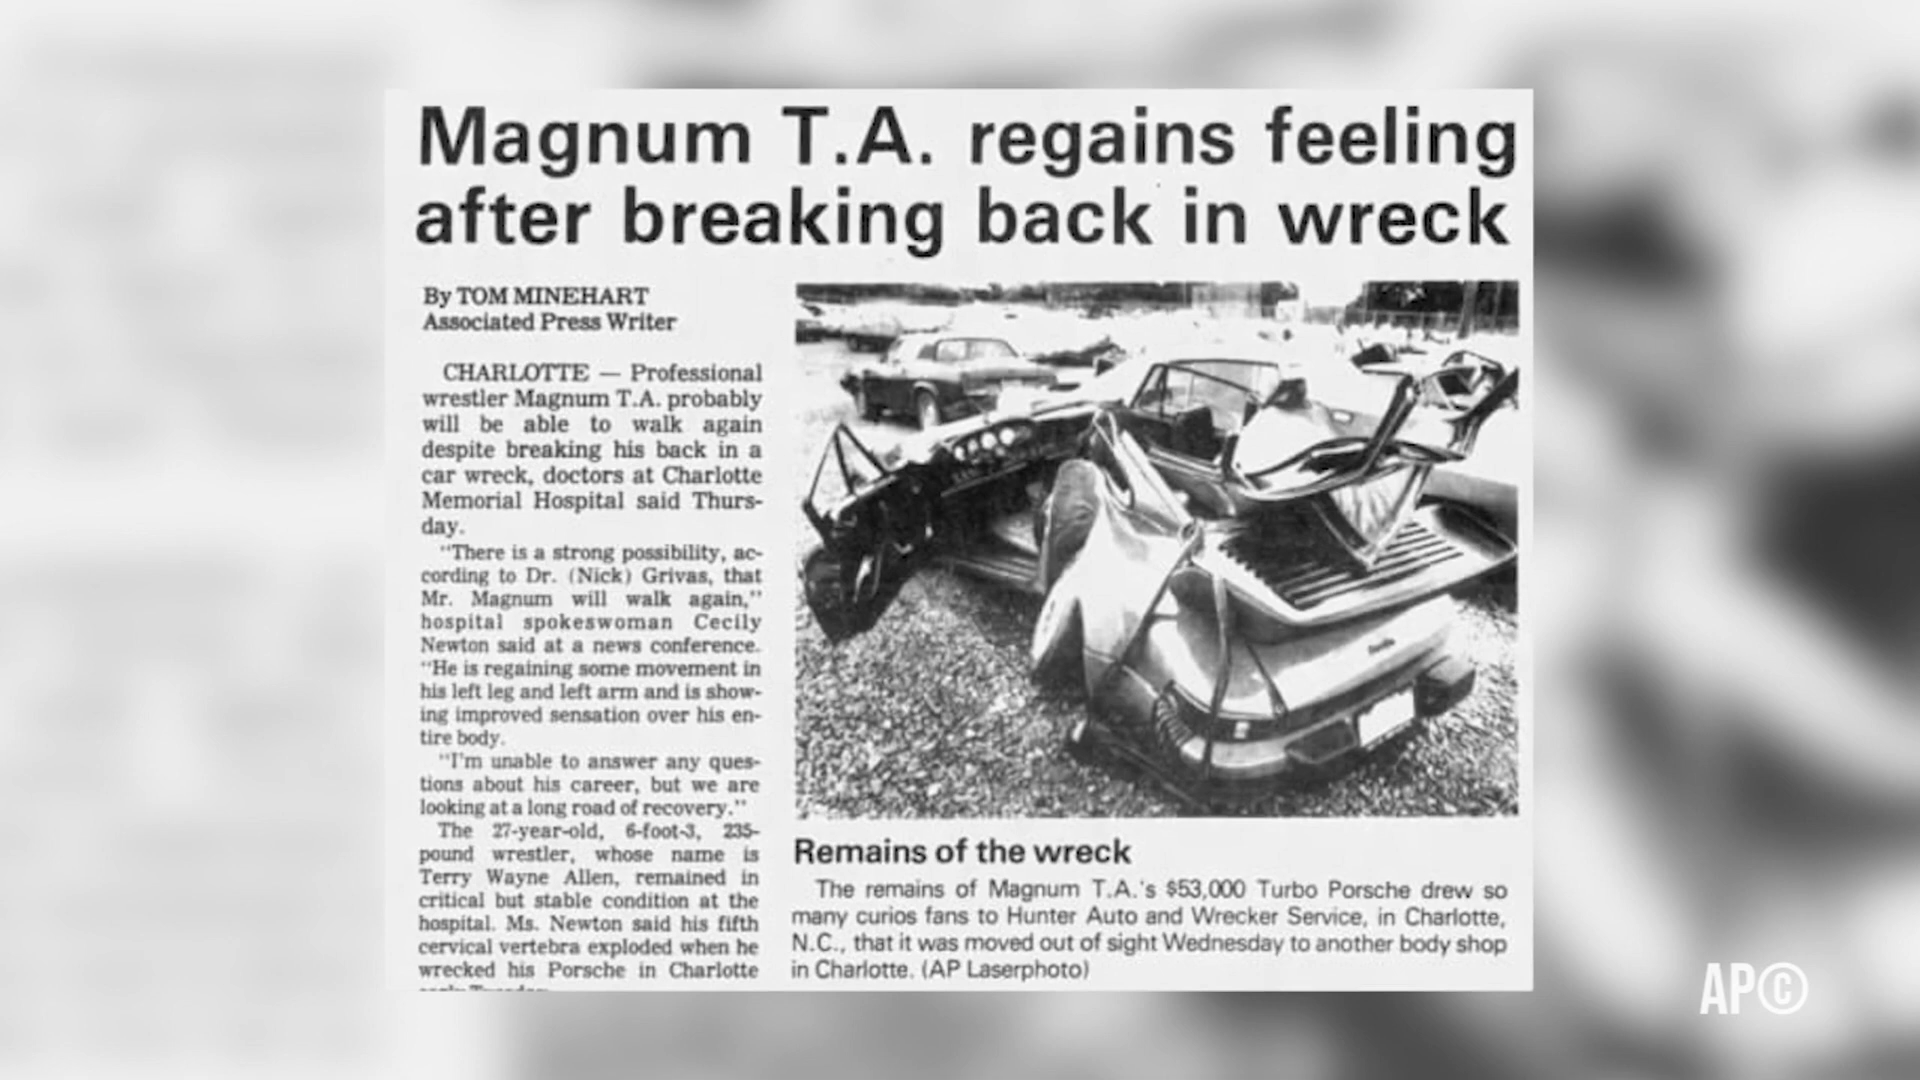 Magnum T.A. regains feeling
after breaking back in wreck
By TOM MINEHART
Associated Press Writer
CHARLOTTE — Professional
wrestler Magnum T.A. probably
will be able to walk again
despite breaking his back in a
car wreck, doctors at Charlotte
Memorial Hospital said Thurs-
day.
"There is a strong possibility, ac-
cording to Dr. (Nick) Grivas, that
Mr. Magnum will walk again,"
hospital spokeswoman Cecily
Newton said at a news conference.
"He is regaining some movement in
his left leg and left arm and is show-
ing improved sensation over his en-
tire body.
"I'm unable to answer any ques-
tions about his career, but we are
looking at a long road of recovery."
The 27-year-old, 6-foot-3, 235-
pound wrestler, whose name is
Terry Wayne Allen, remained in
critical but stable condition at the
hospital. Ms. Newton said his fifth
cervical vertebra exploded when he
wrecked his Porsche in Charlotte
Remains of the wreck
The remains of Magnum T.A.'s $53,000 Turbo Porsche drew so
many curios fans to Hunter Auto and Wrecker Service, in Charlotte,
N.C., that it was moved out of sight Wednesday to another body shop
in Charlotte. (AP Laserphoto)
AP©